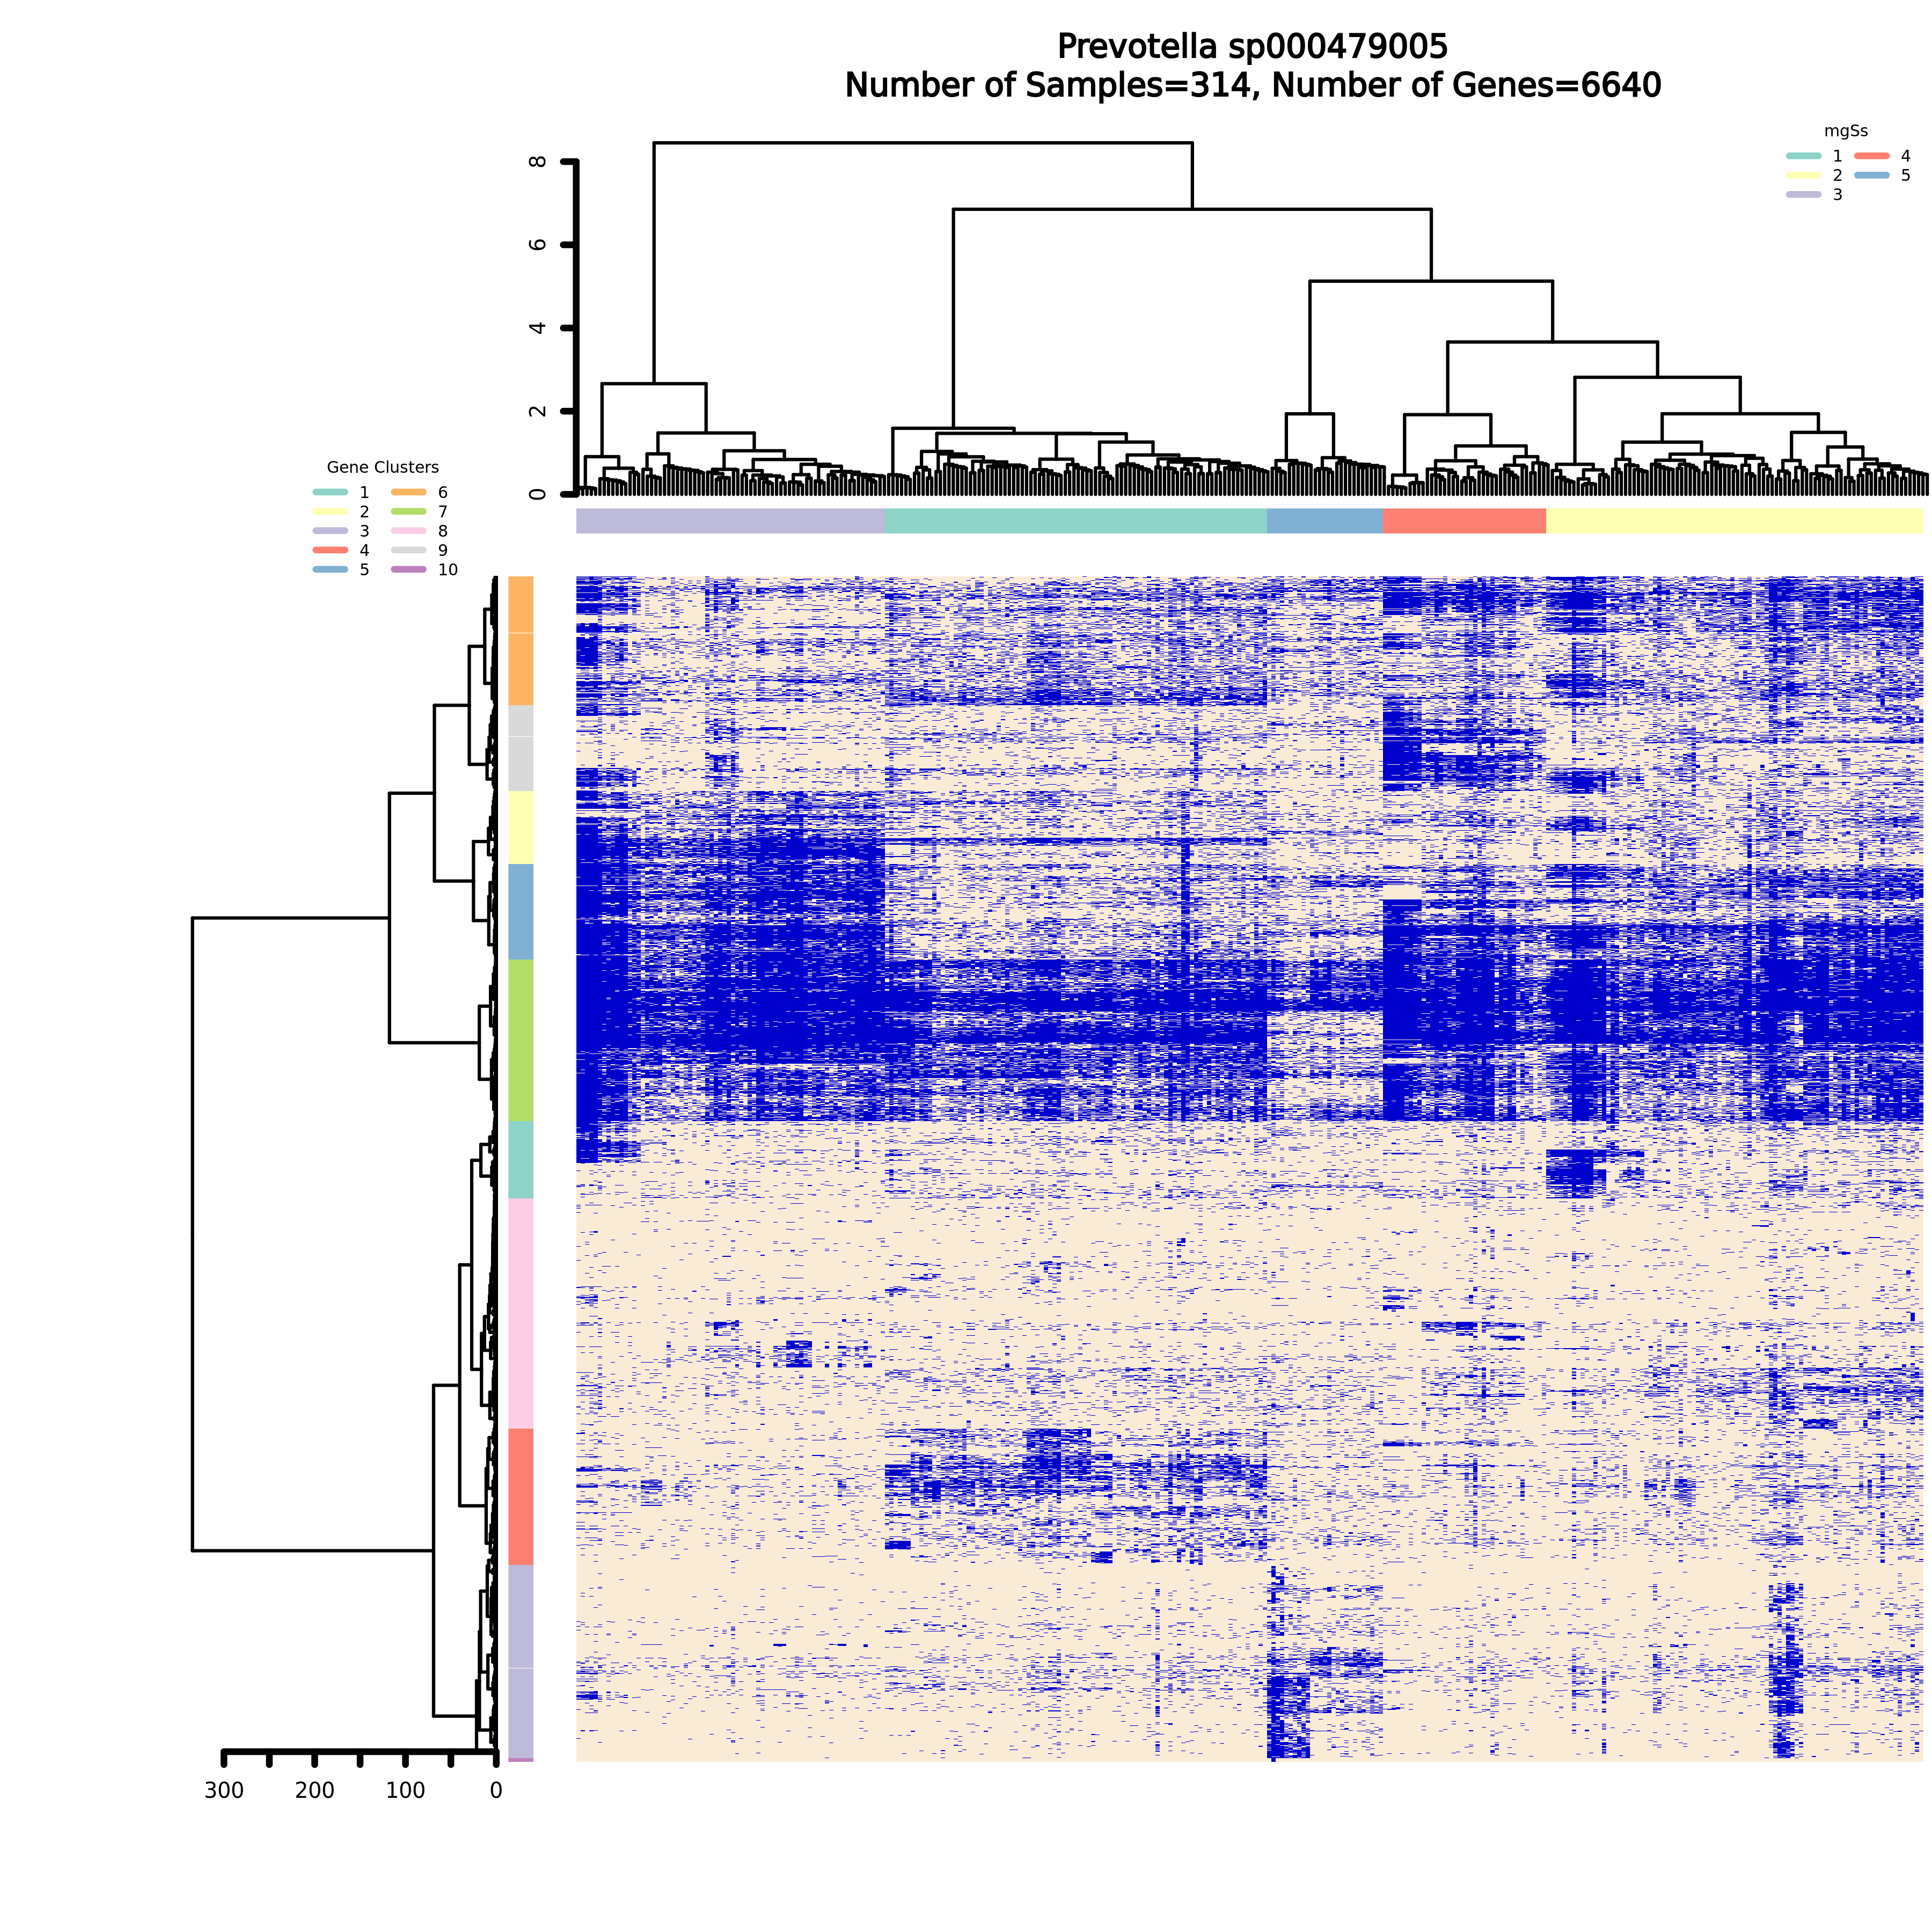 Prevotella sp000479005
Number of Samples=314, Number of Genes=6640
mgSs
1 4
2 5
3
8
6
4
2
0
Gene Clusters
1 6
2 7
3 8
4 9
5 10
300 200 100 0